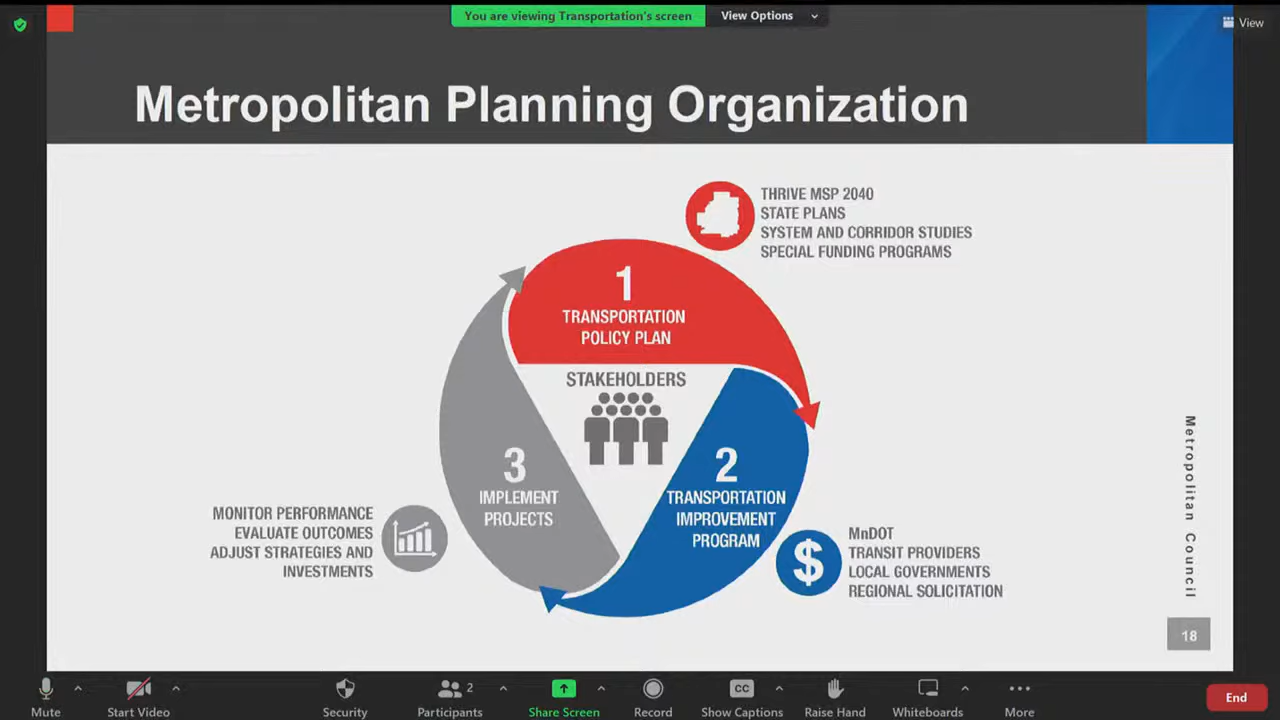 You are viewing Transportation's screen
View Options
View
Metropolitan Planning Organization
THRIVE MSP 2040
STATE PLANS
SYSTEM AND CORRIDOR STUDIES
SPECIAL FUNDING PROGRAMS
1
TRANSPORTATION
POLICY PLAN
STAKEHOLDERS
2
TRANSPORTATION
IMPROVEMENT
PROGRAM
3
IMPLEMENT
PROJECTS
MONITOR PERFORMANCE
EVALUATE OUTCOMES
ADJUST STRATEGIES AND
INVESTMENTS
$
MnDOT
TRANSIT PROVIDERS
LOCAL GOVERNMENTS
REGIONAL SOLICITATION
Metropolitan Council
18
Mute
Start Video
Security
2
Participants
Share Screen
Record
CC
Show Captions
Raise Hand
Whiteboards
More
End